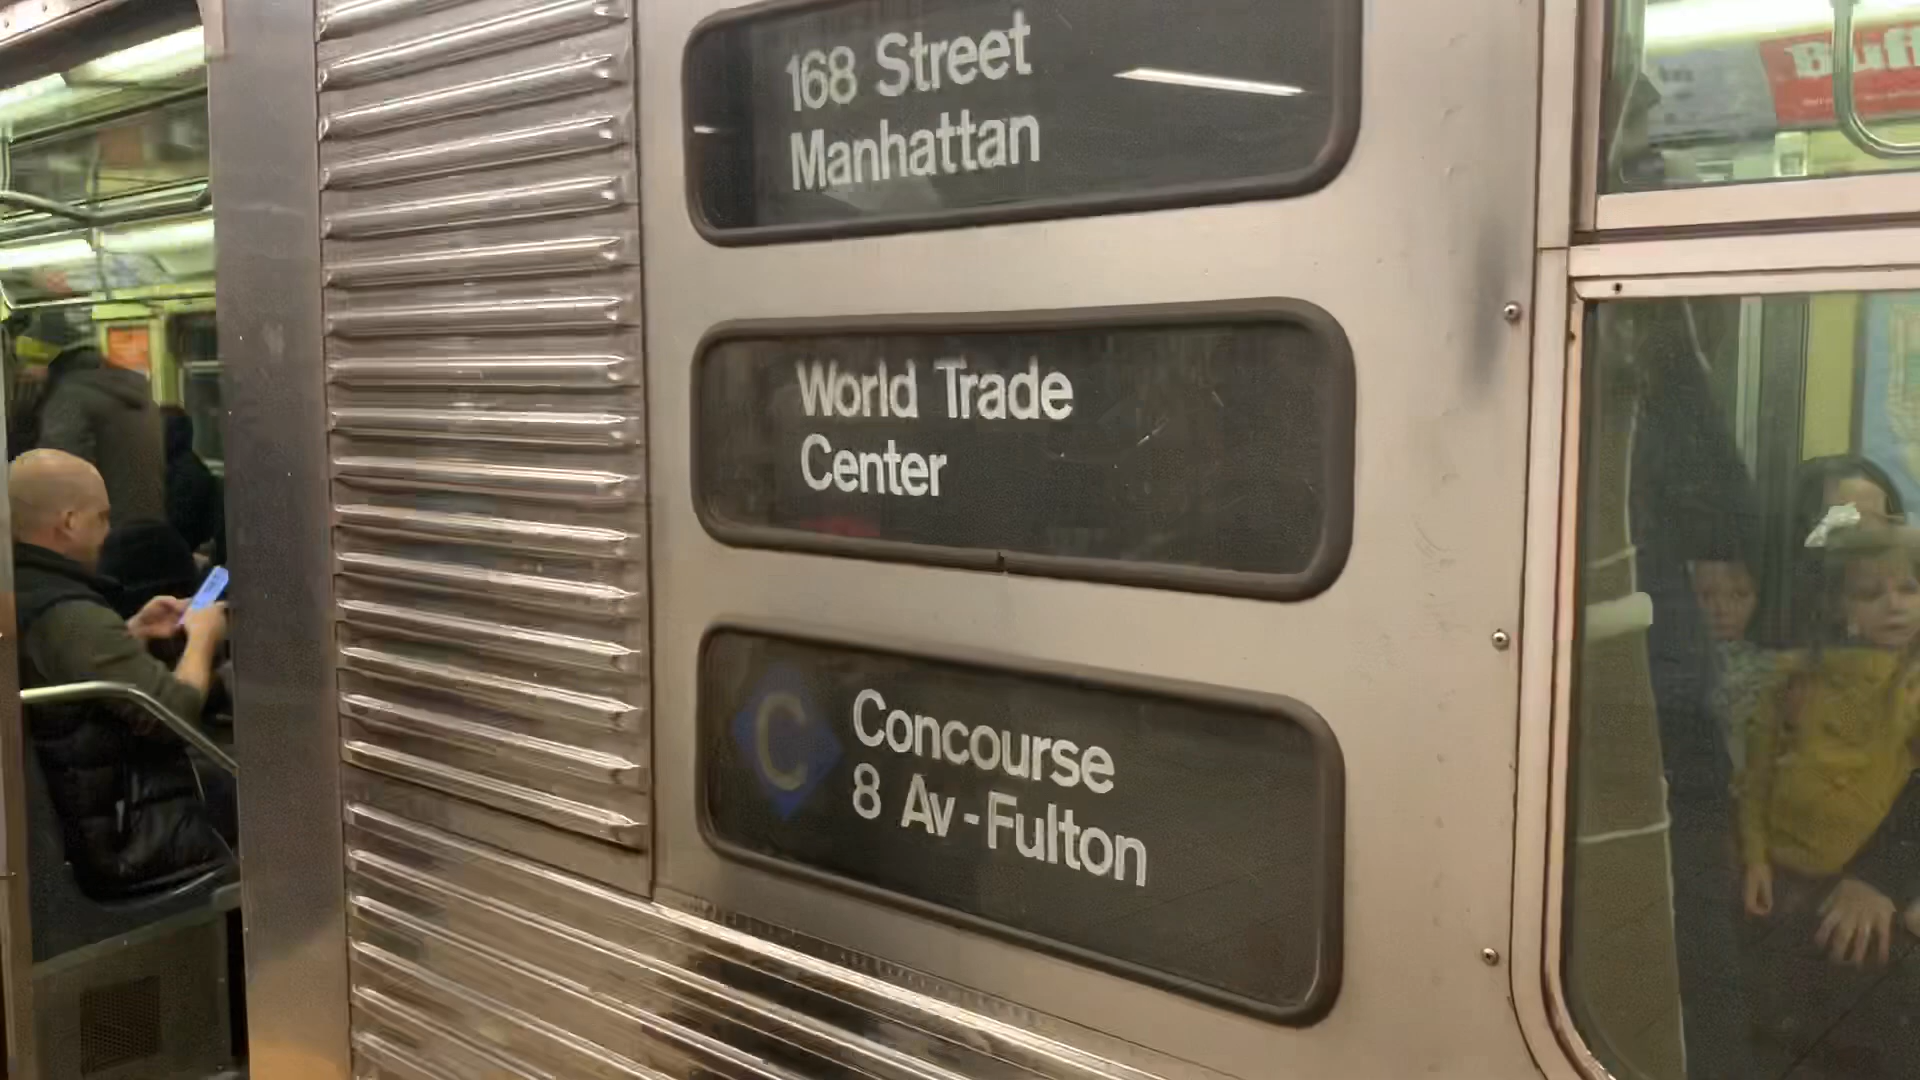 168 Street
Manhattan
World Trade
Center
C Concourse
8 Av-Fulton